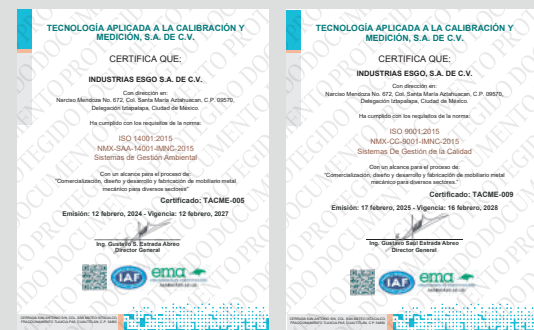 TECNOLOGÍA APLICADA A LA CALIBRACIÓN Y
MEDICIÓN, S.A. DE C.V.
CERTIFICA QUE:
INDUSTRIAS ESGO S.A. DE C.V.
Con dirección en:
Narciso Mendoza No. 672, Col. Santa María Aztahuacan, C.P. 09570,
Delegación Iztapalapa, Ciudad de México.
Ha cumplido con los requisitos de la norma:
ISO 14001:2015
NMX-SAA-14001-IMNC-2015
Sistemas de Gestión Ambiental
Con un alcance para el proceso de:
"Comercialización, diseño y desarrollo y fabricación de mobiliario metal
mecánico para diversos sectores"
Certificado: TACME-005
Emisión: 12 febrero, 2024 - Vigencia: 12 febrero, 2027
Ing. Gustavo S. Estrada Abreo
Director General
IAF
ema
TECNOLOGÍA APLICADA A LA CALIBRACIÓN Y
MEDICIÓN, S.A. DE C.V.
CERTIFICA QUE:
INDUSTRIAS ESGO, S.A. DE C.V.
Con dirección en:
Narciso Mendoza No. 672, Col. Santa María Aztahuacan, C.P. 09570,
Delegación Iztapalapa, Ciudad de México.
Ha cumplido con los requisitos de la norma:
ISO 9001:2015
NMX-CC-9001-IMNC-2015
Sistemas De Gestión de la Calidad
Con un alcance para el proceso de:
"Comercialización, diseño y desarrollo y fabricación de mobiliario metal
mecánico para diversos sectores."
Certificado: TACME-009
Emisión: 17 febrero, 2025 - Vigencia: 16 febrero, 2028
Ing. Gustavo Saúl Estrada Abreo
Director General
IAF
ema